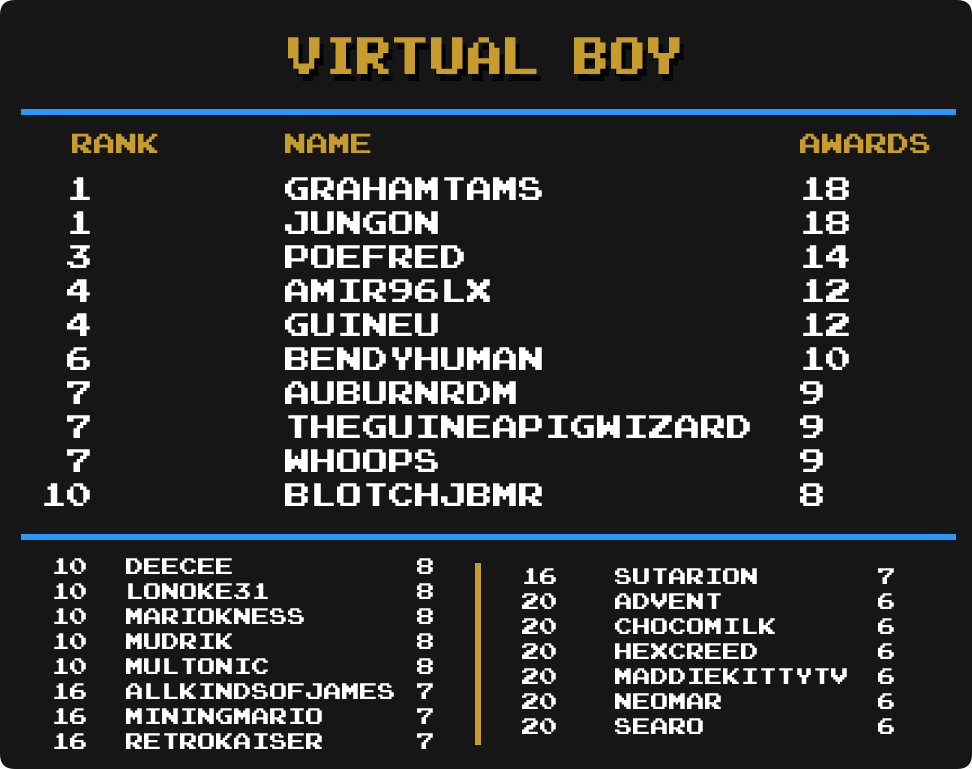 VIRTUAL BOY
RANK NAME AWARDS
1 GRAHAMTAMS 18
1 JUNGON 18
3 POEFRED 14
4 AMIR96LX 12
4 GUINEU 12
6 BENDYHUMAN 10
7 AUBURNRDM 9
7 THEGUINEAPIGWIZARD 9
7 WHOOPS 9
10 BLOTCHJBMR 8
10 DEECEE 8
10 LONOKE31 8
10 MARIOKNESS 8
10 MUDRIK 8
10 MULTONIC 8
16 ALLKINDSOFJAMES 7
16 MININGMARIO 7
16 RETROKAISER 7
16 SUTARION 7
20 ADVENT 6
20 CHOCOMILK 6
20 HEXCREED 6
20 MADDIEKITTYTV 6
20 NEOMAR 6
20 SEARO 6